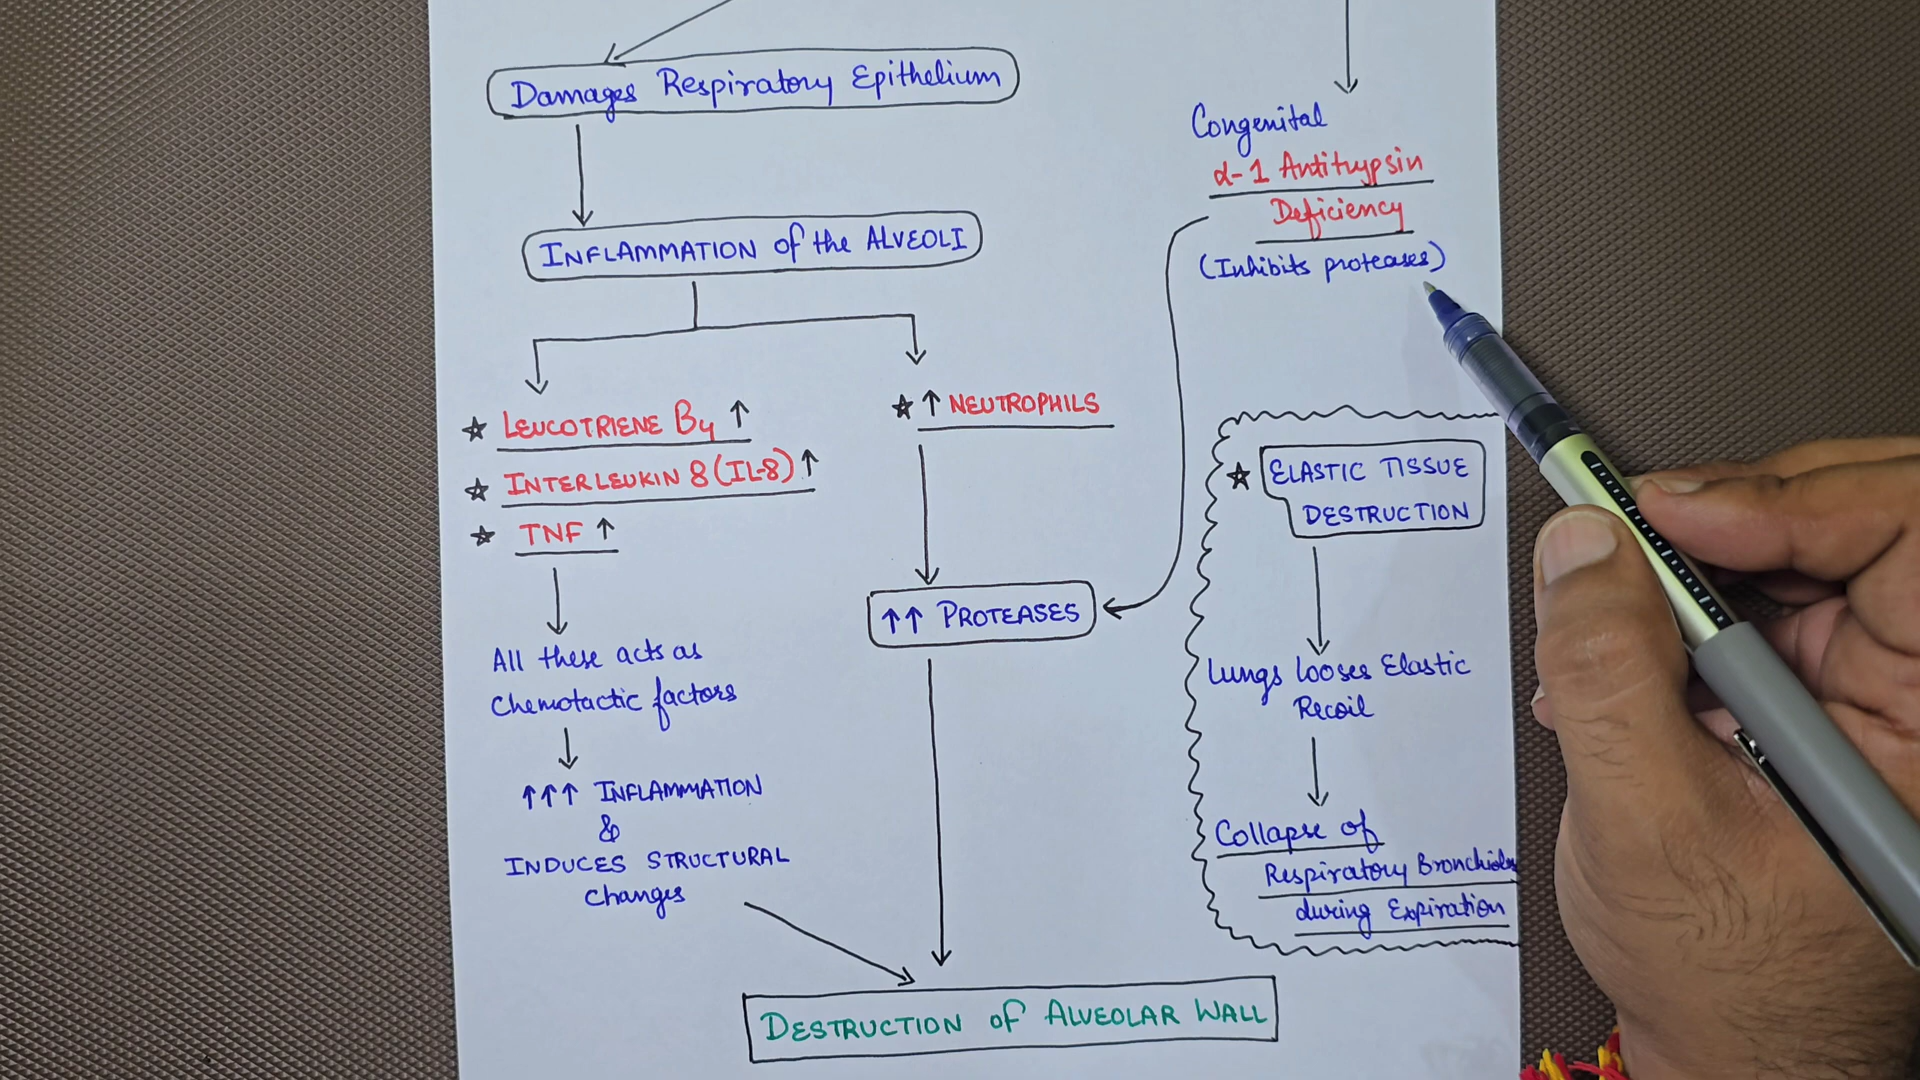 Damages Respiratory Epithelium
INFLAMMATION of the ALVEOLI
☆ LEUCOTRIENE B4 ↑
☆ INTERLEUKIN 8 (IL-8) ↑
☆ TNF ↑
All these acts as
Chemotactic factors
↑↑↑ INFLAMMATION
&
INDUCES STRUCTURAL
Changes
☆ ↑ NEUTROPHILS
↑↑ PROTEASES
DESTRUCTION of ALVEOLAR WALL
Congenital
α-1 Antitrypsin
Deficiency
(Inhibits proteases)
☆ ELASTIC TISSUE
DESTRUCTION
Lungs looses Elastic
Recoil
Collapse of
Respiratory Bronchioles
during Expiration